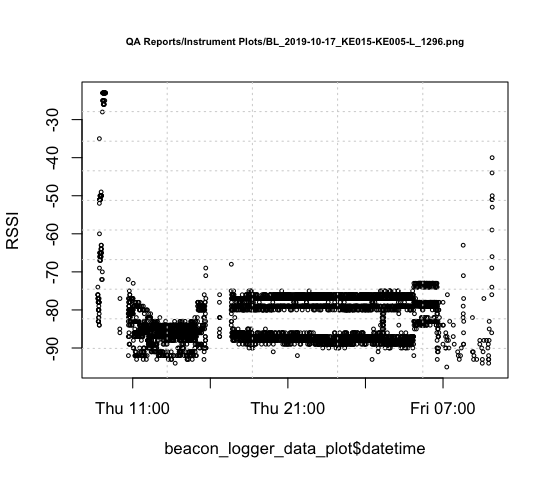 QA Reports/Instrument Plots/BL_2019-10-17_KE015-KE005-L_1296.png
RSSI
-30
-40
-50
-60
-70
-80
-90
Thu 11:00 Thu 21:00 Fri 07:00
beacon_logger_data_plot$datetime